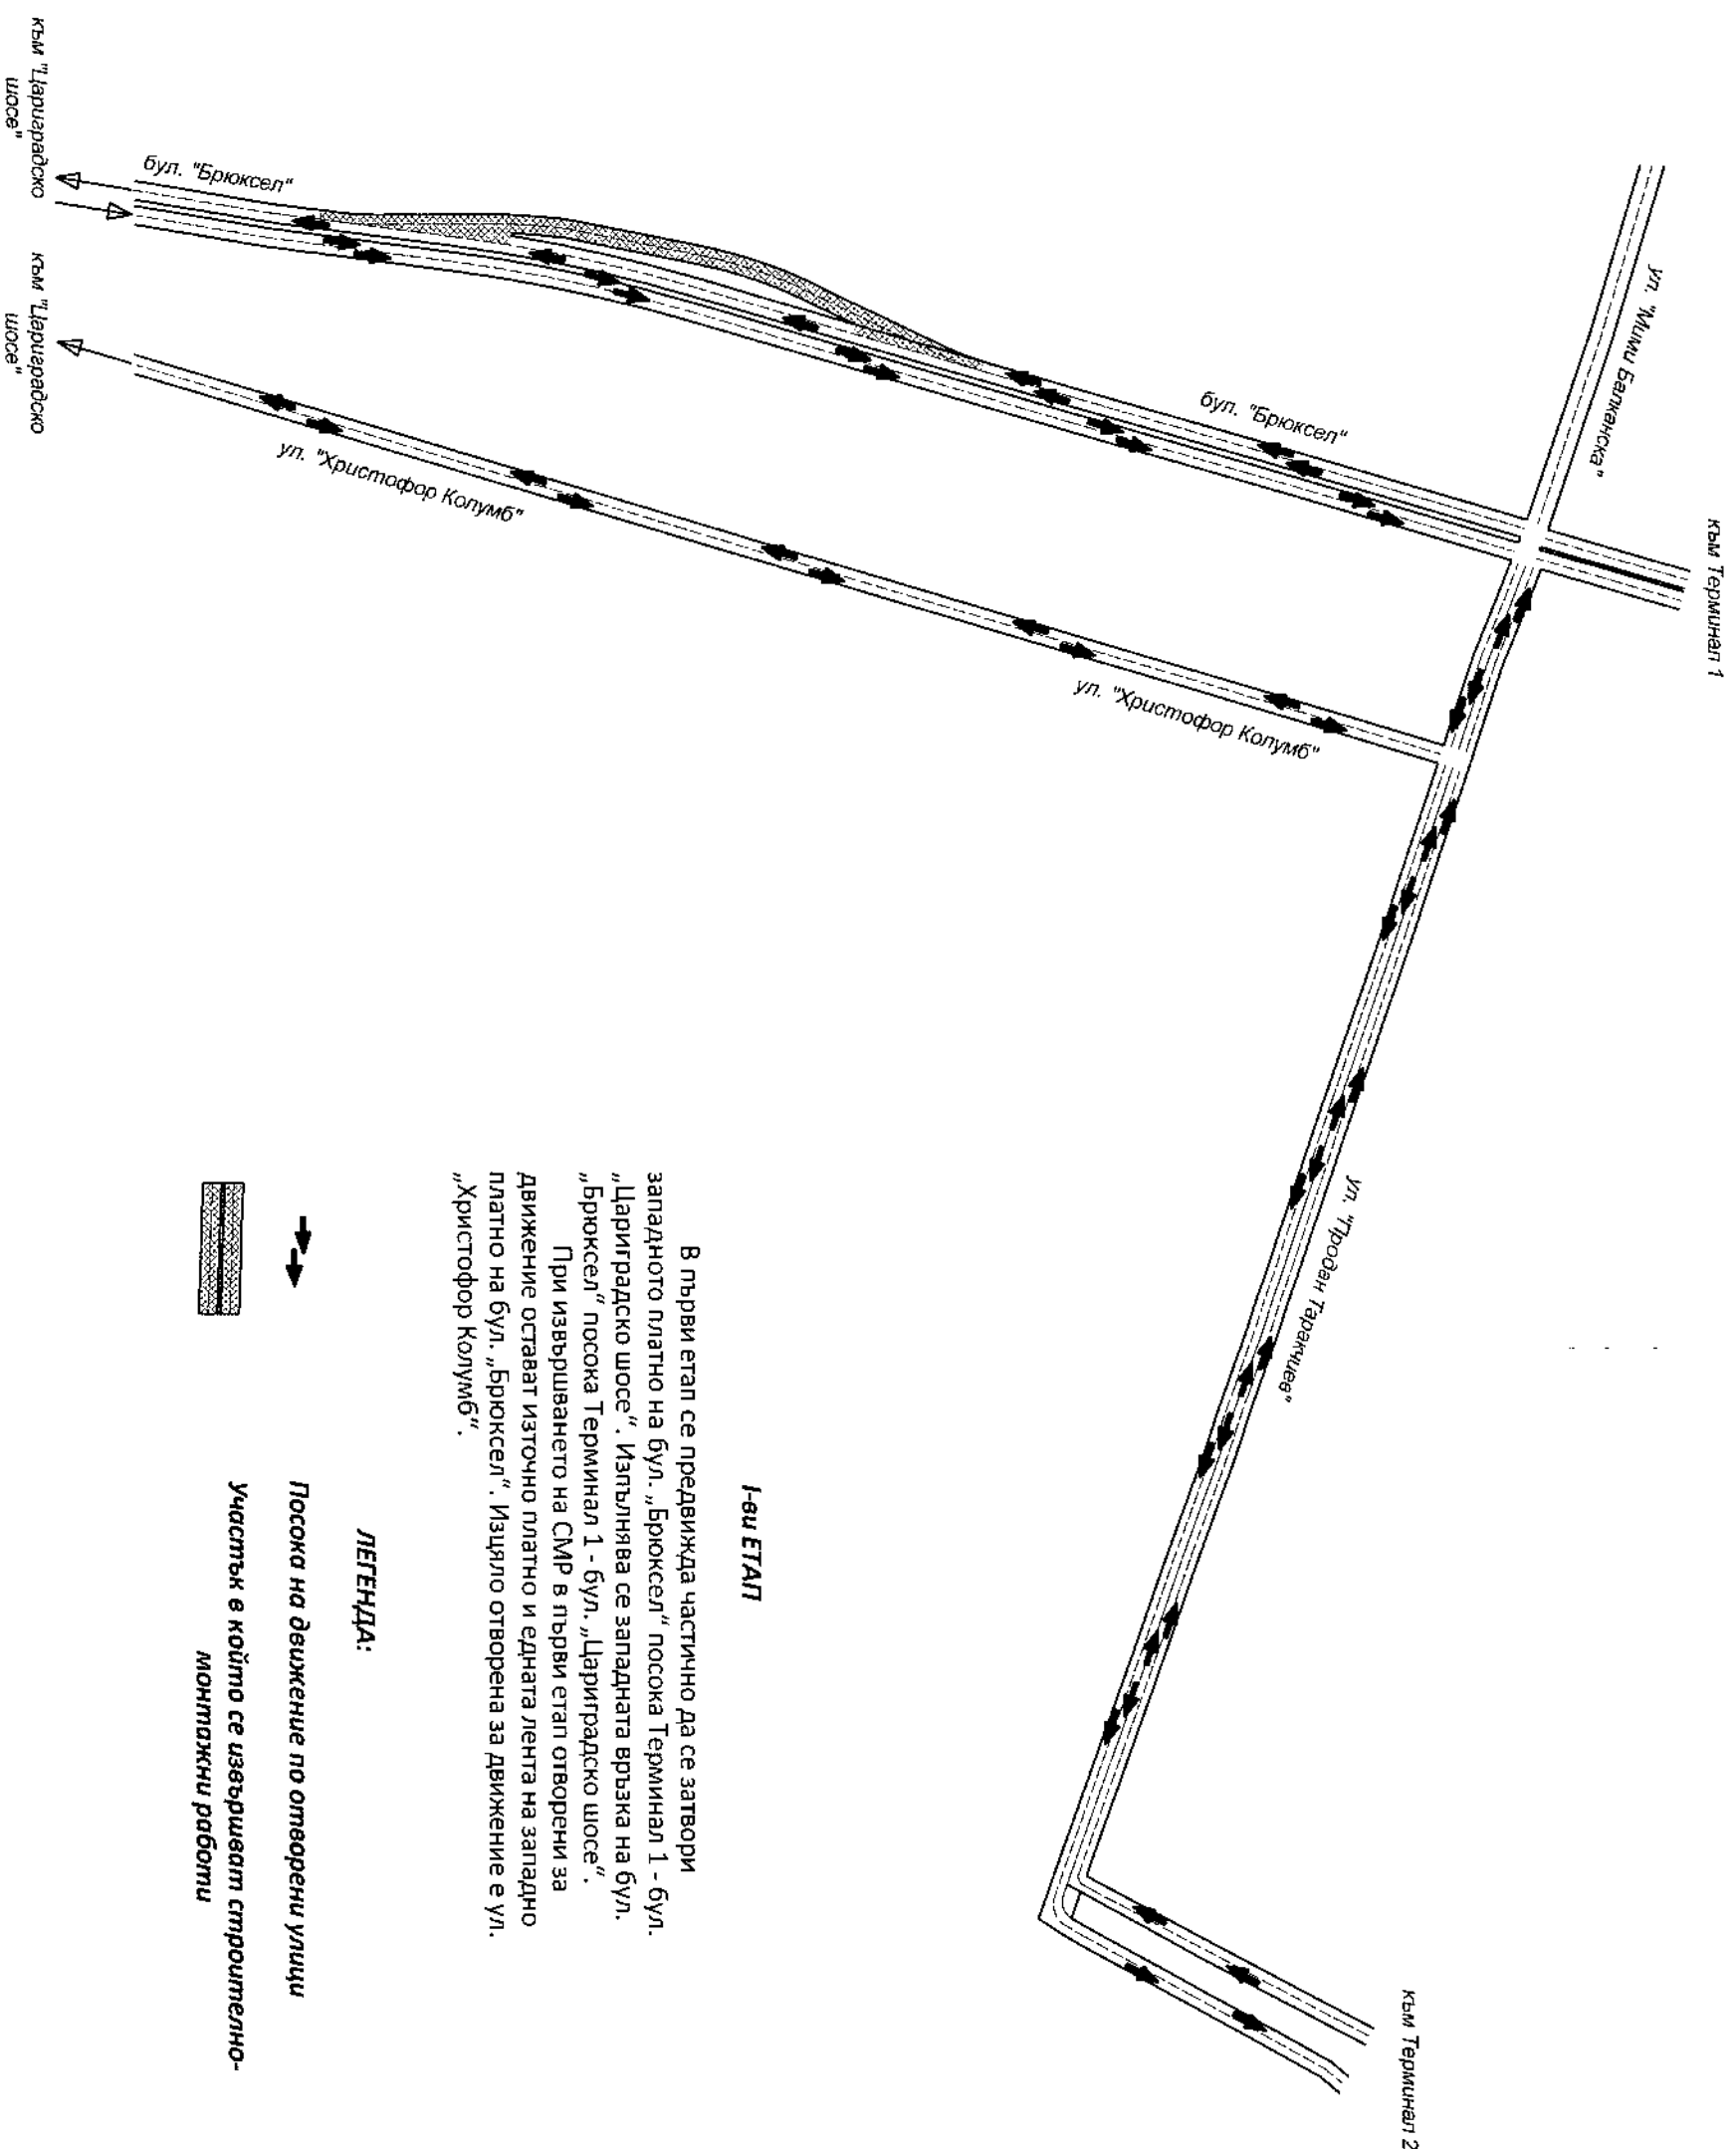 към Терминал 1
ул. "Мими Балканска"
към Терминал 2
бул. "Брюксел"
ул. "Продан Таракчиев"
ул. "Христофор Колумб"
бул. "Брюксел"
ул. "Христофор Колумб"
към "Цариградско
шосе"
към "Цариградско
шосе"
I-ви ЕТАП
В първи етап се предвижда частично да се затвори
западното платно на бул. „Брюксел“ посока Терминал 1 - бул.
„Цариградско шосе“. Изпълнява се западната връзка на бул.
„Брюксел“ посока Терминал 1 - бул. „Цариградско шосе“.
При извършването на СМР в първи етап отворени за
движение остават източно платно и едната лента на западно
платно на бул. „Брюксел“. Изцяло отворена за движение е ул.
„Христофор Колумб“.
ЛЕГЕНДА:
Посока на движение по отворени улици
Участък в който се извършват строително-
монтажни работи